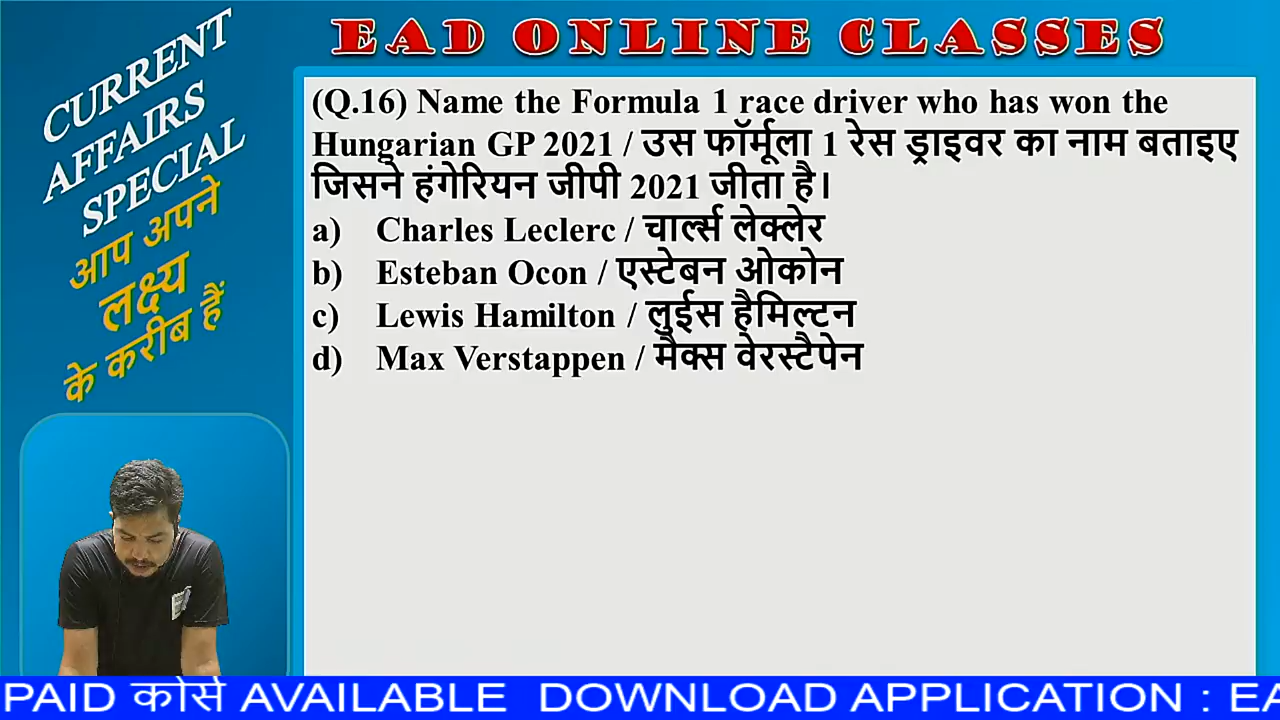 EAD ONLINE CLASSES
CURRENT
AFFAIRS
SPECIAL
आप अपने
लक्ष्य
के करीब हैं
(Q.16) Name the Formula 1 race driver who has won the
Hungarian GP 2021 / उस फॉर्मूला 1 रेस ड्राइवर का नाम बताइए
जिसने हंगेरियन जीपी 2021 जीता है।
a) Charles Leclerc / चार्ल्स लेक्लेर
b) Esteban Ocon / एस्टेबन ओकोन
c) Lewis Hamilton / लुईस हैमिल्टन
d) Max Verstappen / मैक्स वेरस्टैपेन
PAID कोर्स AVAILABLE DOWNLOAD APPLICATION : EA